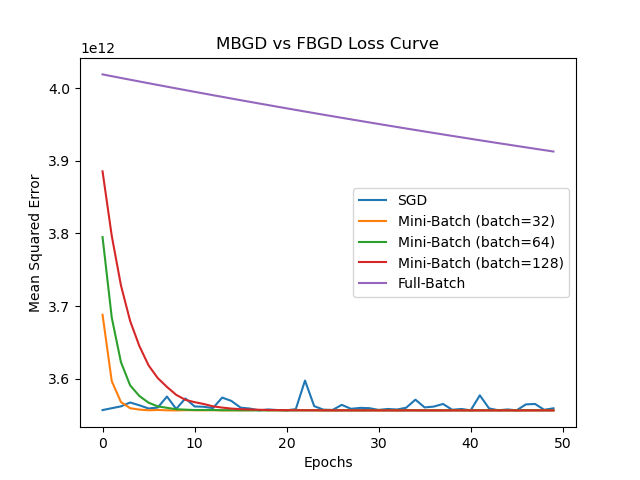 MBGD vs FBGD Loss Curve
1e12
4.0
3.9
3.8
3.7
3.6
Mean Squared Error
SGD
Mini-Batch (batch=32)
Mini-Batch (batch=64)
Mini-Batch (batch=128)
Full-Batch
0 10 20 30 40 50
Epochs